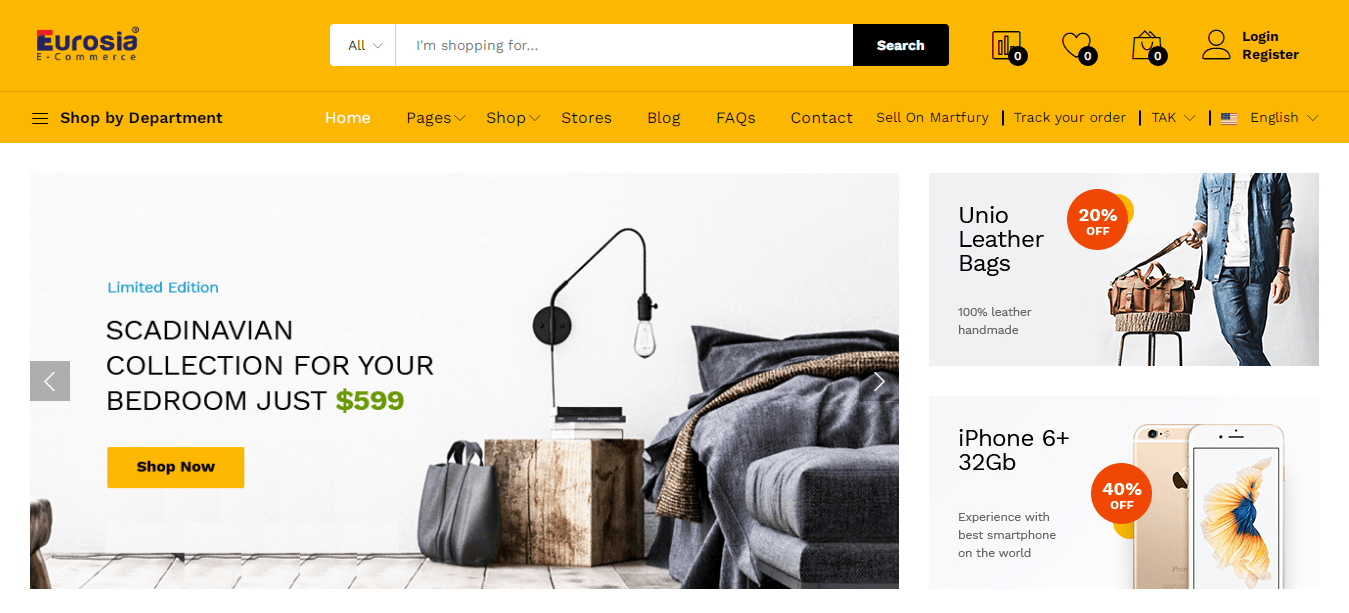 Eurosia®
E-Commerce
All
I'm shopping for...
Search
0
0
0
Login
Register
Shop by Department
Home
Pages
Shop
Stores
Blog
FAQs
Contact
Sell On Martfury
Track your order
TAK
English
Limited Edition
SCADINAVIAN
COLLECTION FOR YOUR
BEDROOM JUST $599
Shop Now
Unio
Leather
Bags
20%
OFF
100% leather
handmade
iPhone 6+
32Gb
40%
OFF
Experience with
best smartphone
on the world